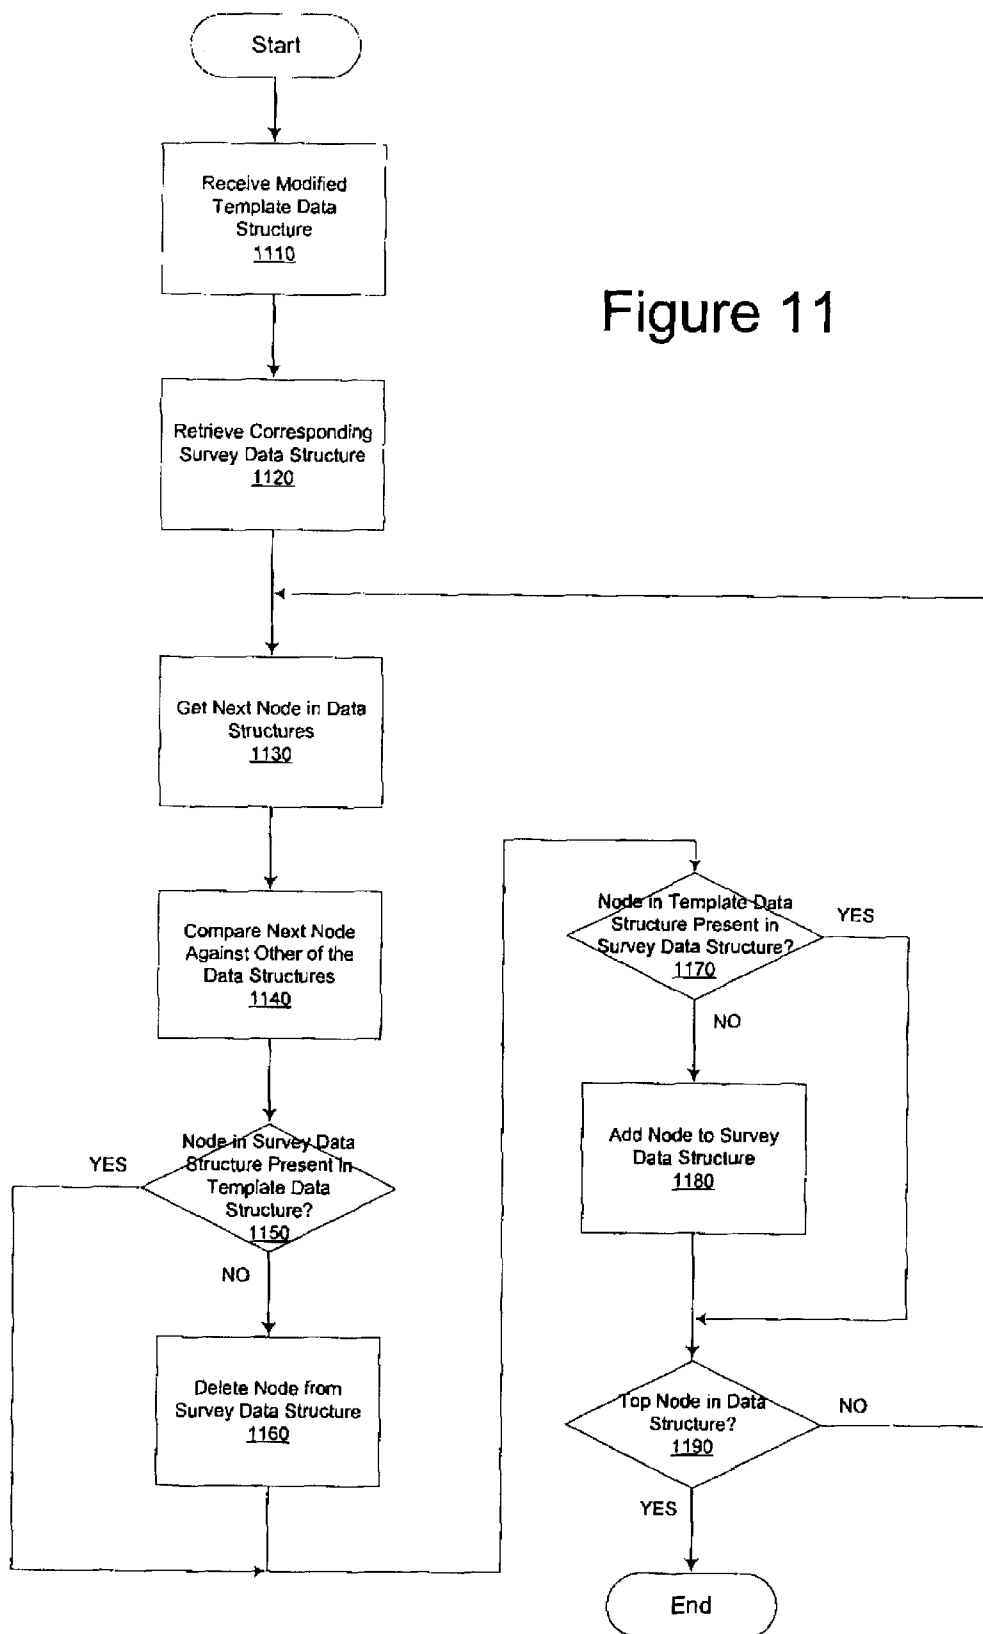 Start
Receive Modified
Template Data
Structure
1110
Figure 11
Retrieve Corresponding
Survey Data Structure
1120
Get Next Node in Data
Structures
1130
Compare Next Node
Against Other of the
Data Structures
1140
Node in Survey Data
Structure Present in
Template Data
Structure?
1150
YES
NO
Delete Node from
Survey Data Structure
1160
Node in Template Data
Structure Present in
Survey Data Structure?
1170
YES
NO
Add Node to Survey
Data Structure
1180
Top Node in Data
Structure?
1190
NO
YES
End